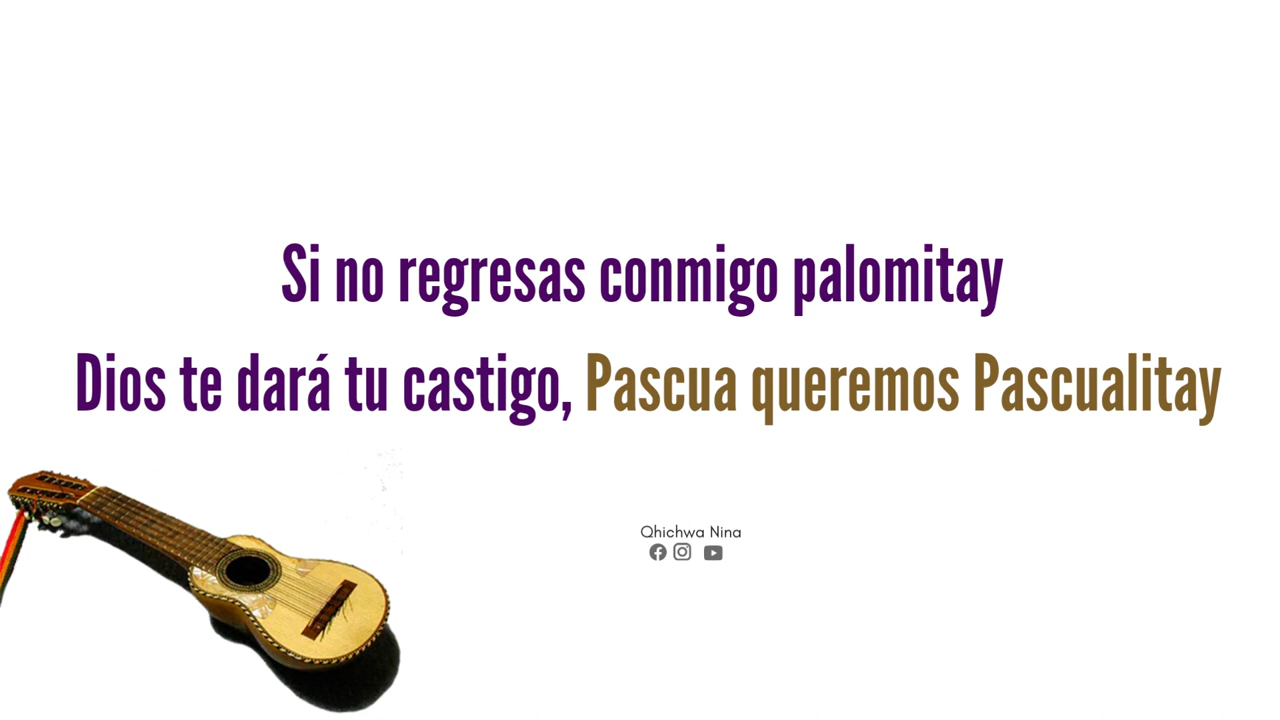 Si no regresas conmigo palomitay
Dios te dará tu castigo, Pascua queremos Pascualitay
Qhichwa Nina